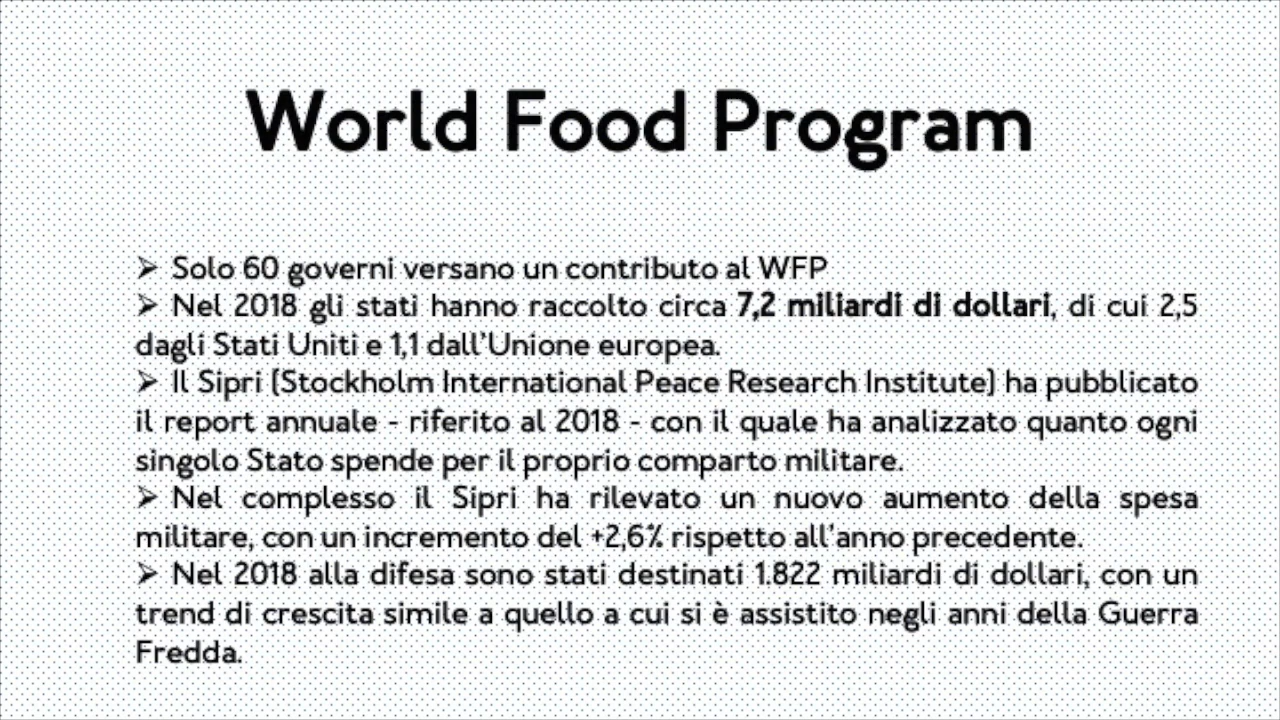 World Food Program
➢ Solo 60 governi versano un contributo al WFP
➢ Nel 2018 gli stati hanno raccolto circa 7,2 miliardi di dollari, di cui 2,5
dagli Stati Uniti e 1,1 dall'Unione europea.
➢ Il Sipri (Stockholm International Peace Research Institute) ha pubblicato
il report annuale - riferito al 2018 - con il quale ha analizzato quanto ogni
singolo Stato spende per il proprio comparto militare.
➢ Nel complesso il Sipri ha rilevato un nuovo aumento della spesa
militare, con un incremento del +2,6% rispetto all'anno precedente.
➢ Nel 2018 alla difesa sono stati destinati 1.822 miliardi di dollari, con un
trend di crescita simile a quello a cui si è assistito negli anni della Guerra
Fredda.